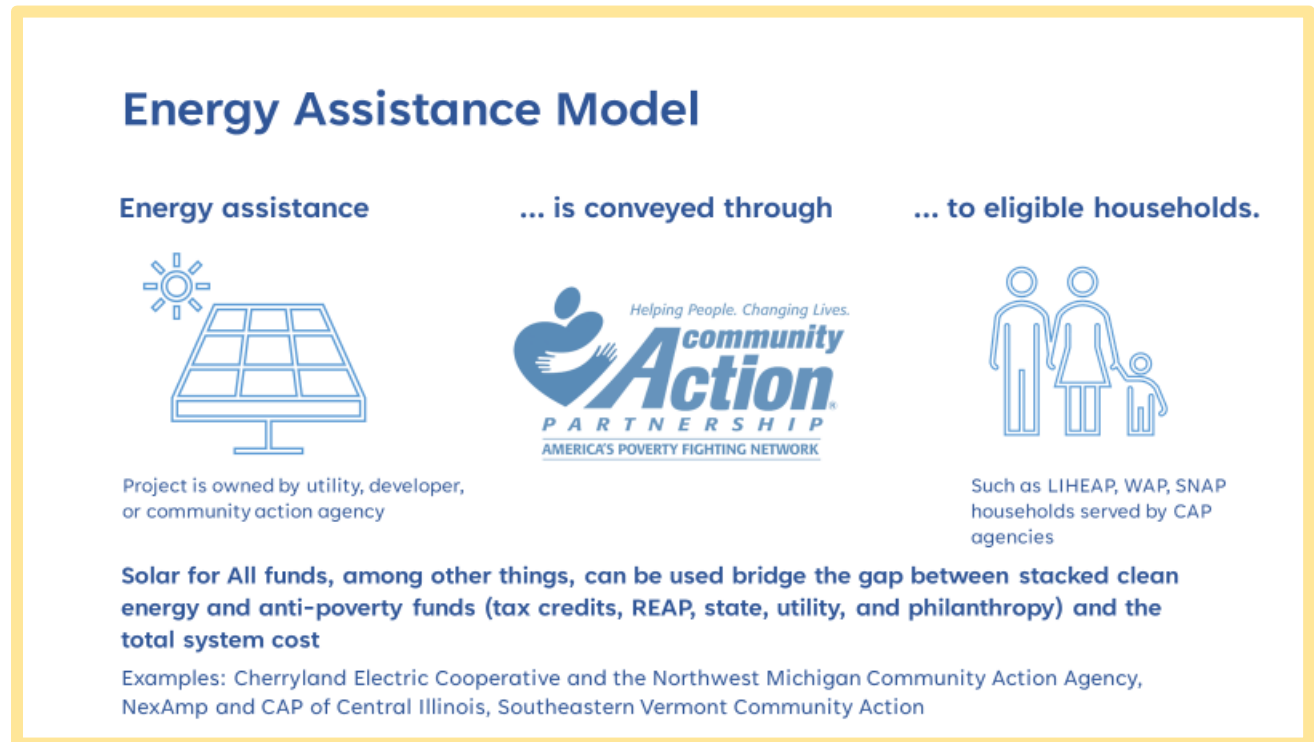 Energy Assistance Model
Energy assistance
... is conveyed through
... to eligible households.
Helping People. Changing Lives.
community
Action®
PARTNERSHIP
AMERICA'S POVERTY FIGHTING NETWORK
Project is owned by utility, developer,
or community action agency
Such as LIHEAP, WAP, SNAP
households served by CAP
agencies
Solar for All funds, among other things, can be used bridge the gap between stacked clean
energy and anti-poverty funds (tax credits, REAP, state, utility, and philanthropy) and the
total system cost
Examples: Cherryland Electric Cooperative and the Northwest Michigan Community Action Agency,
NexAmp and CAP of Central Illinois, Southeastern Vermont Community Action